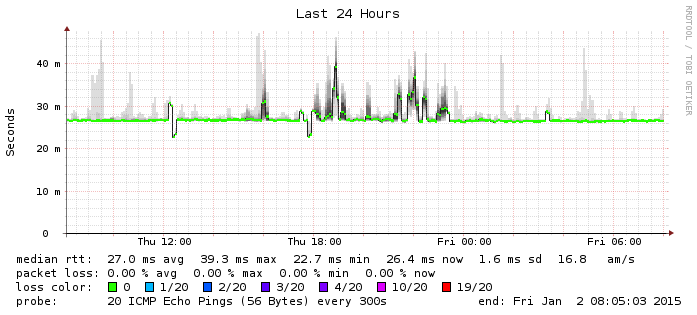 Last 24 Hours
RRDTOOL / TOBI OETIKER
Seconds
40 m
30 m
20 m
10 m
0
Thu 12:00 Thu 18:00 Fri 00:00 Fri 06:00
median rtt: 27.0 ms avg 39.3 ms max 22.7 ms min 26.4 ms now 1.6 ms sd 16.8 am/s
packet loss: 0.00 % avg 0.00 % max 0.00 % min 0.00 % now
loss color: 0 1/20 2/20 3/20 4/20 10/20 19/20
probe: 20 ICMP Echo Pings (56 Bytes) every 300s end: Fri Jan 2 08:05:03 2015